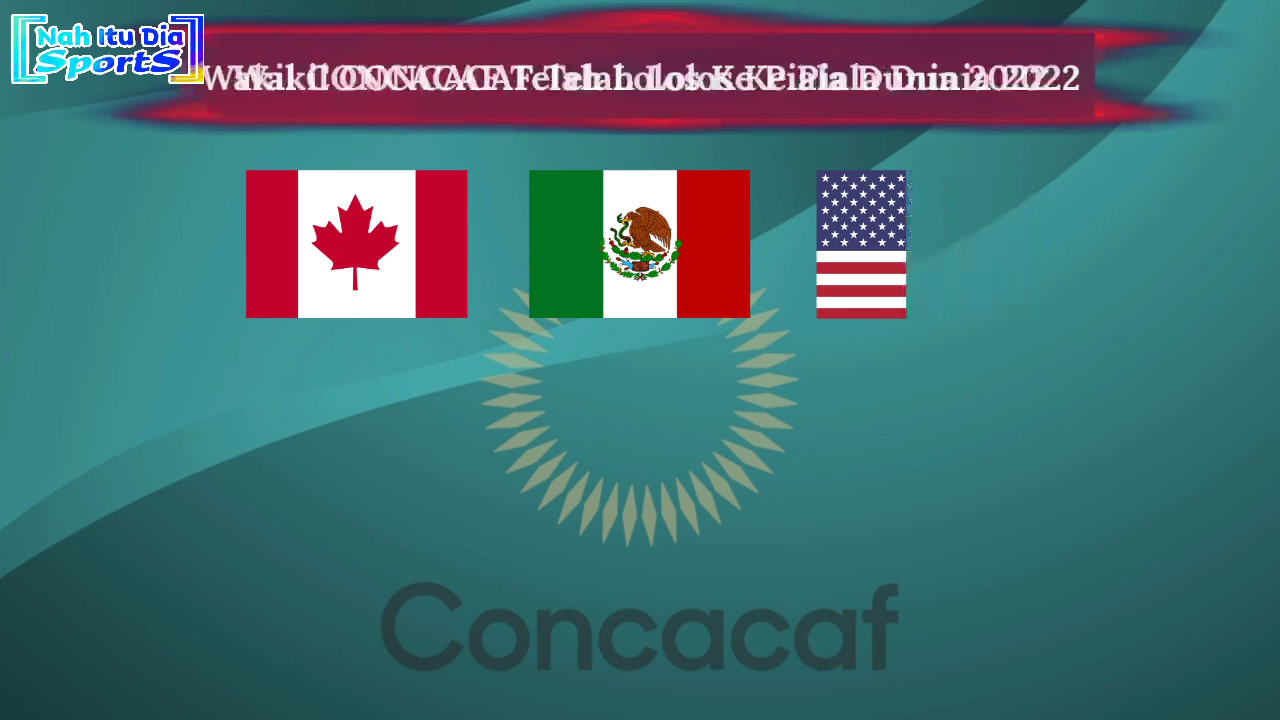 Nah Itu Dia
Sports
Wakil CONCACAF Telah Lolos Ke Piala Dunia 2022
Concacaf